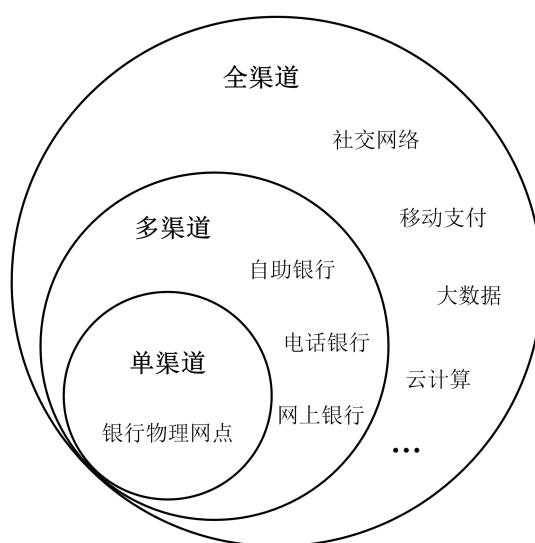 全渠道
社交网络
移动支付
多渠道
自助银行
大数据
电话银行
单渠道
云计算
网上银行
银行物理网点
...